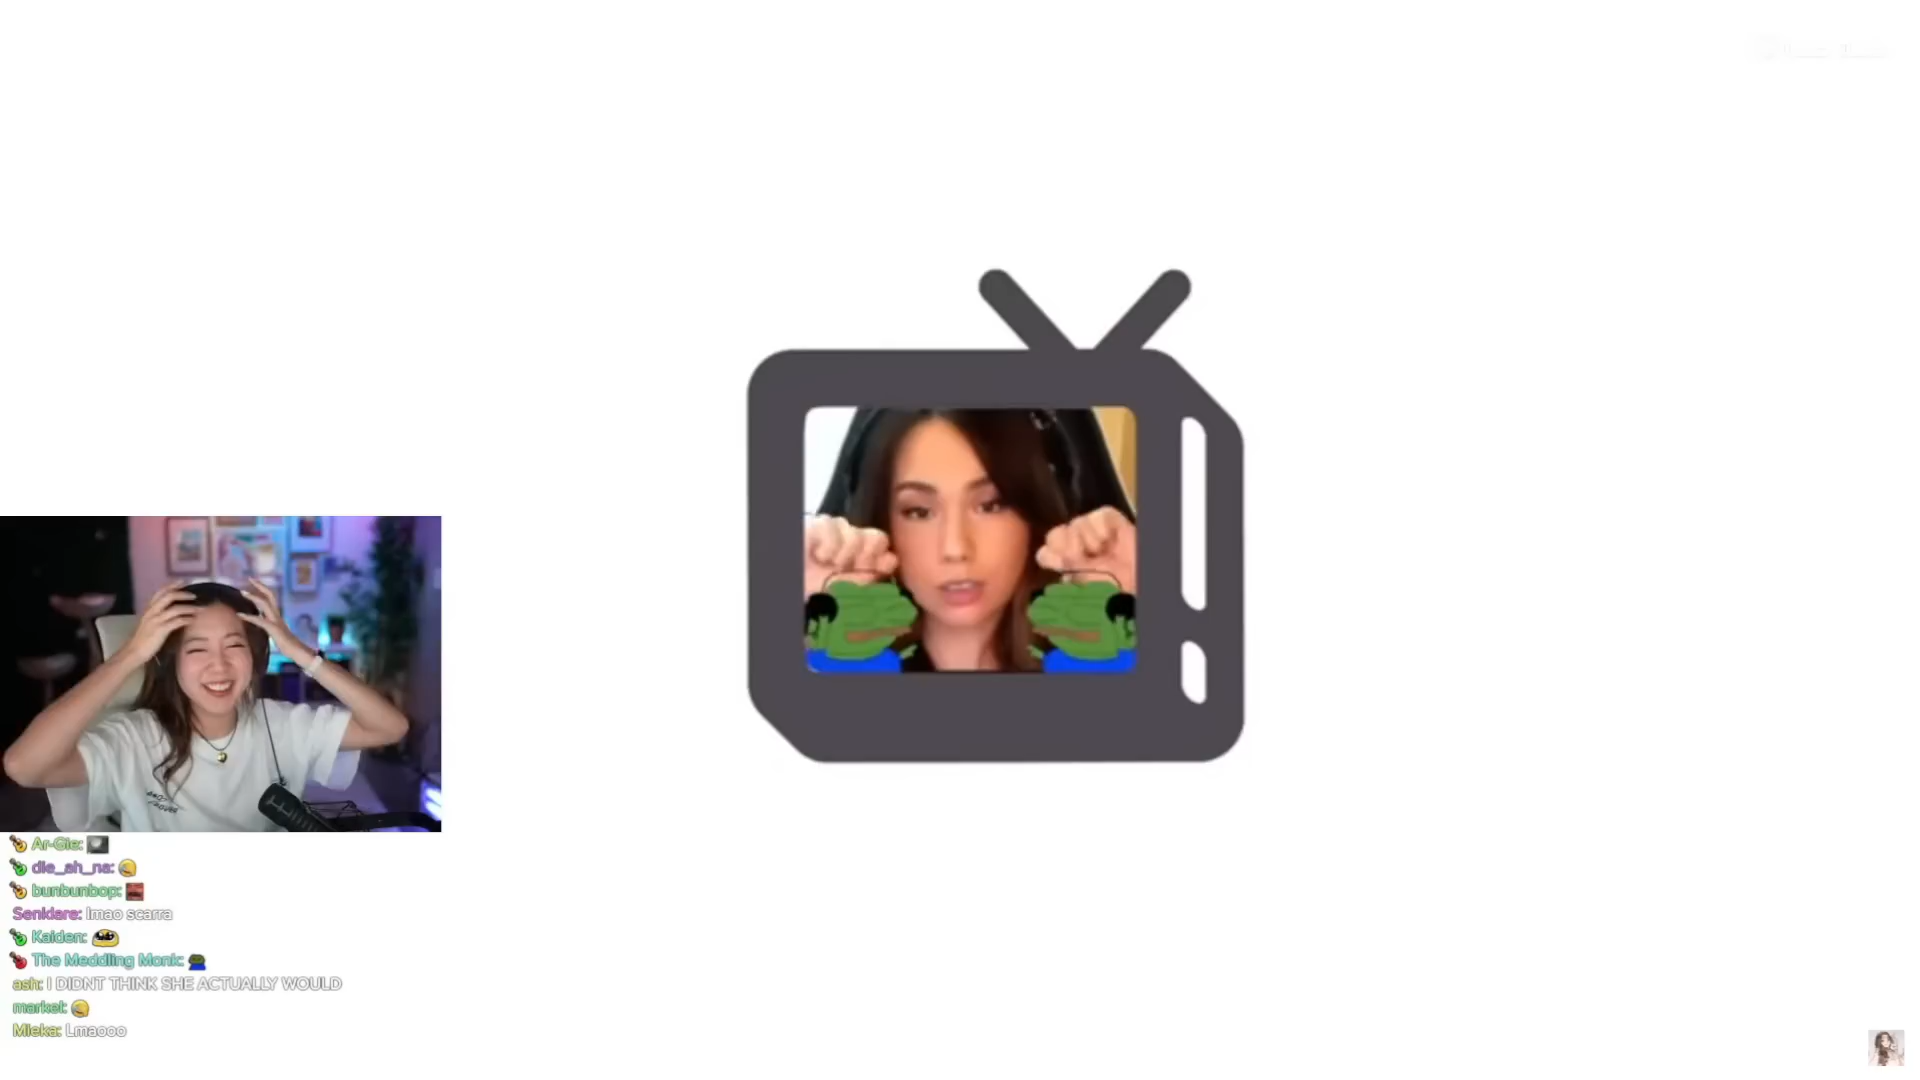 Ar-Gie:
die_ah_na:
bunbunbop:
Senklare: lmao scarra
Kaiden:
The Meddling Monk:
ash: I DIDNT THINK SHE ACTUALLY WOULD
market:
Mieka: Lmaooo